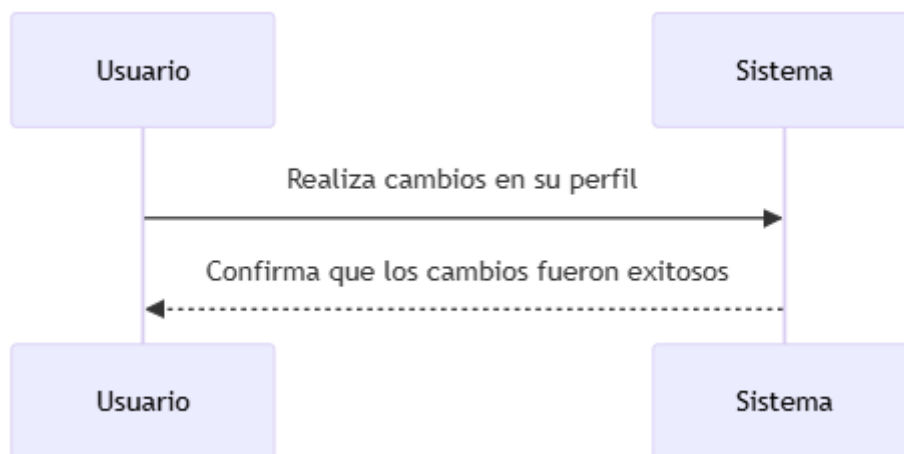 Usuario
Sistema
Realiza cambios en su perfil
Confirma que los cambios fueron exitosos
Usuario
Sistema